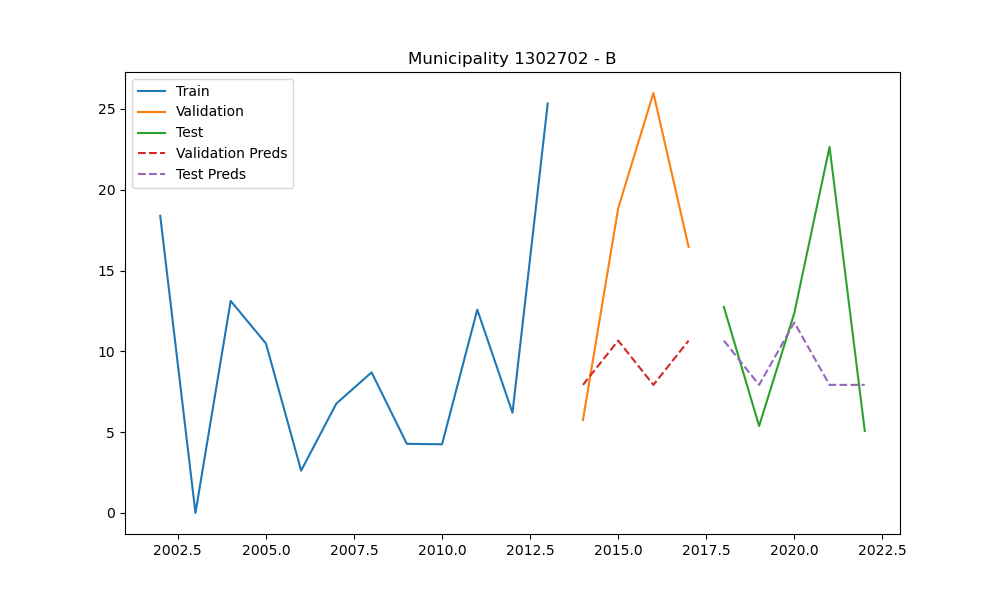 Municipality 1302702 - B
Train
Validation
Test
Validation Preds
Test Preds
25
20
15
10
5
0
2002.5 2005.0 2007.5 2010.0 2012.5 2015.0 2017.5 2020.0 2022.5